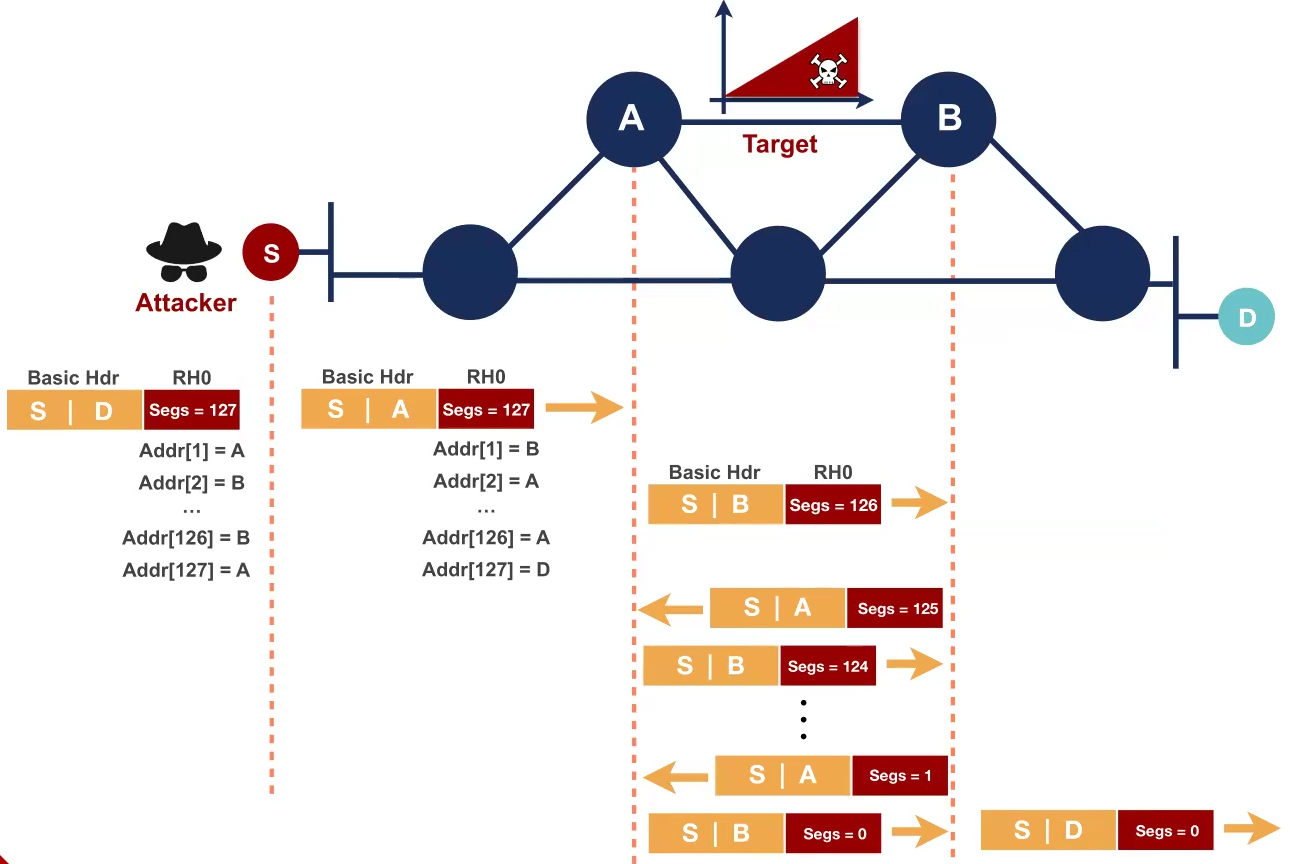 A
B
Target
S
Attacker
D
Basic Hdr RH0
S | D Segs = 127
Addr[1] = A
Addr[2] = B
...
Addr[126] = B
Addr[127] = A
Basic Hdr RH0
S | A Segs = 127
Addr[1] = B
Addr[2] = A
...
Addr[126] = A
Addr[127] = D
Basic Hdr RH0
S | B Segs = 126
S | A Segs = 125
S | B Segs = 124
S | A Segs = 1
S | B Segs = 0
S | D Segs = 0